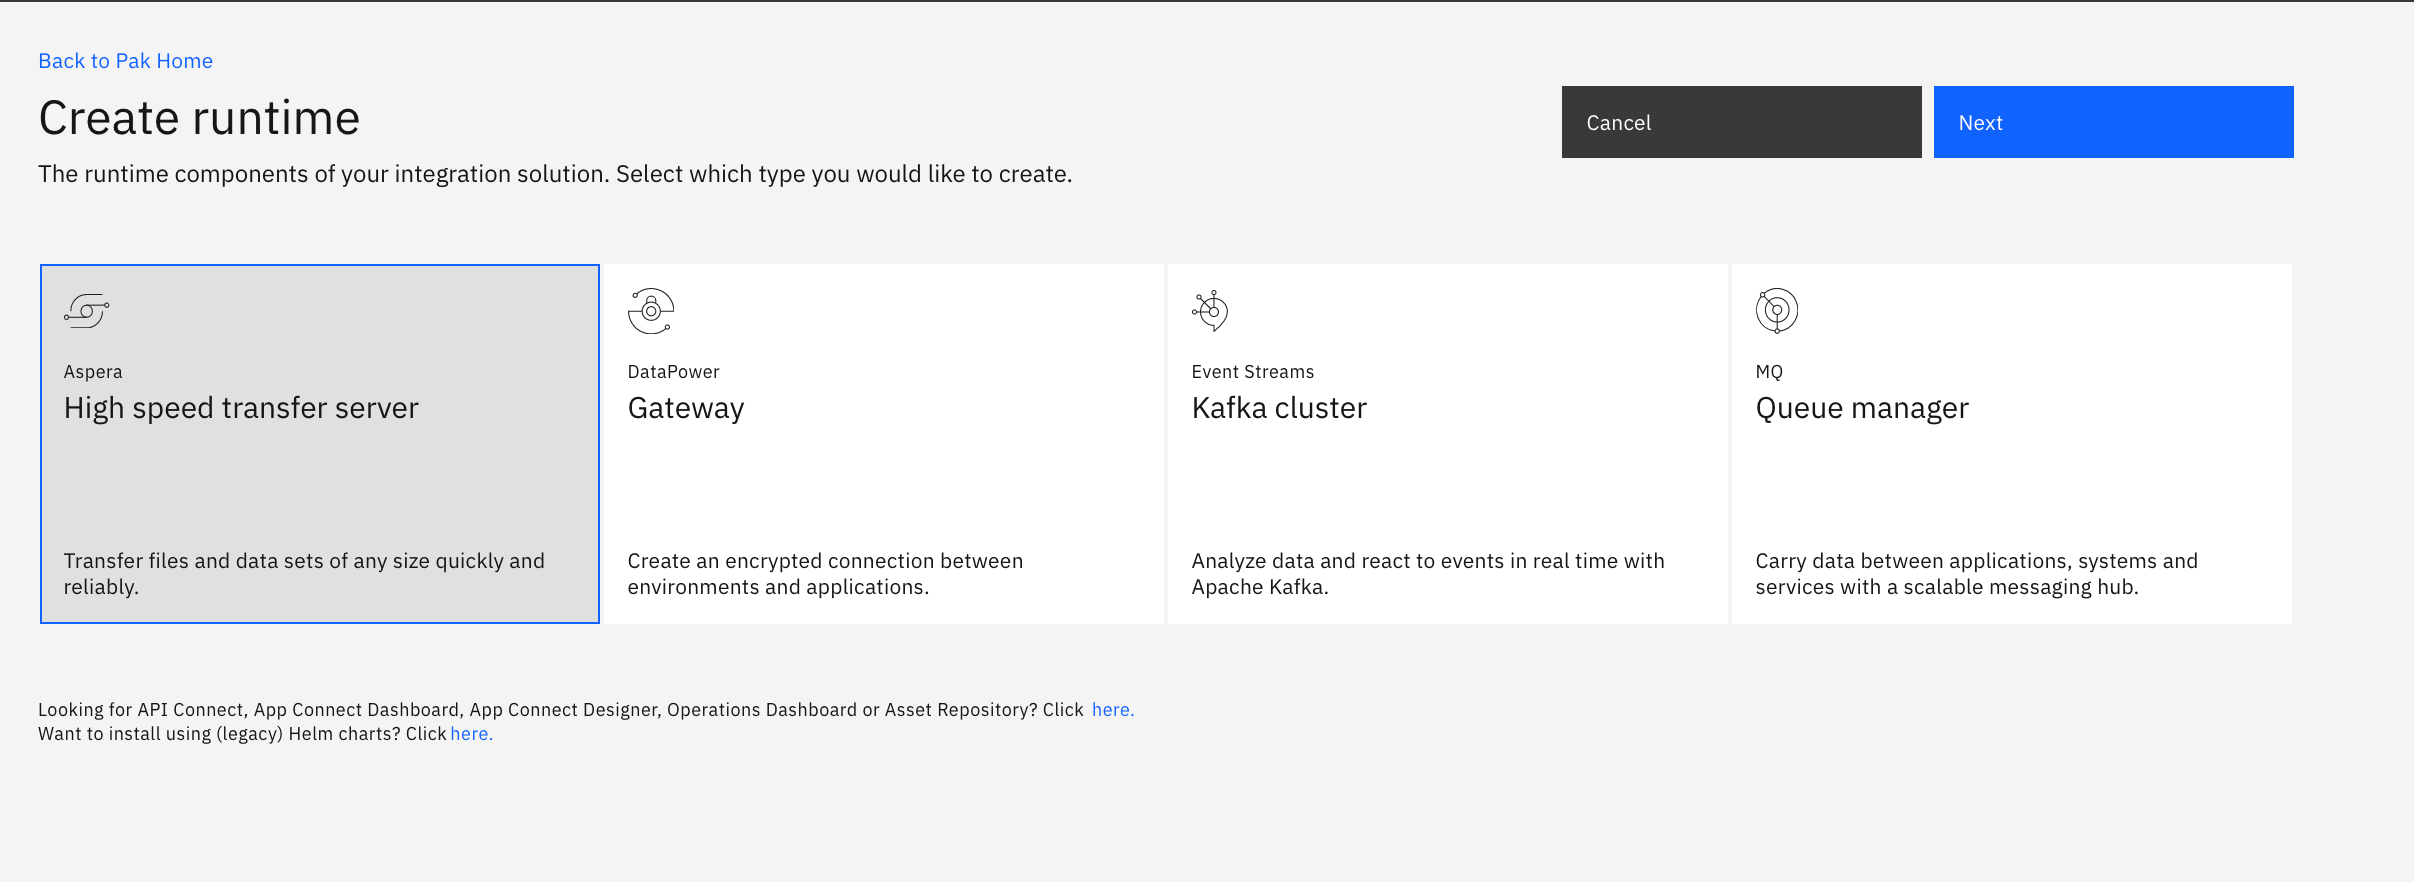 Back to Pak Home
Create runtime
The runtime components of your integration solution. Select which type you would like to create.
Cancel
Next
Aspera
High speed transfer server
Transfer files and data sets of any size quickly and
reliably.
DataPower
Gateway
Create an encrypted connection between
environments and applications.
Event Streams
Kafka cluster
Analyze data and react to events in real time with
Apache Kafka.
MQ
Queue manager
Carry data between applications, systems and
services with a scalable messaging hub.
Looking for API Connect, App Connect Dashboard, App Connect Designer, Operations Dashboard or Asset Repository? Click here.
Want to install using (legacy) Helm charts? Click here.